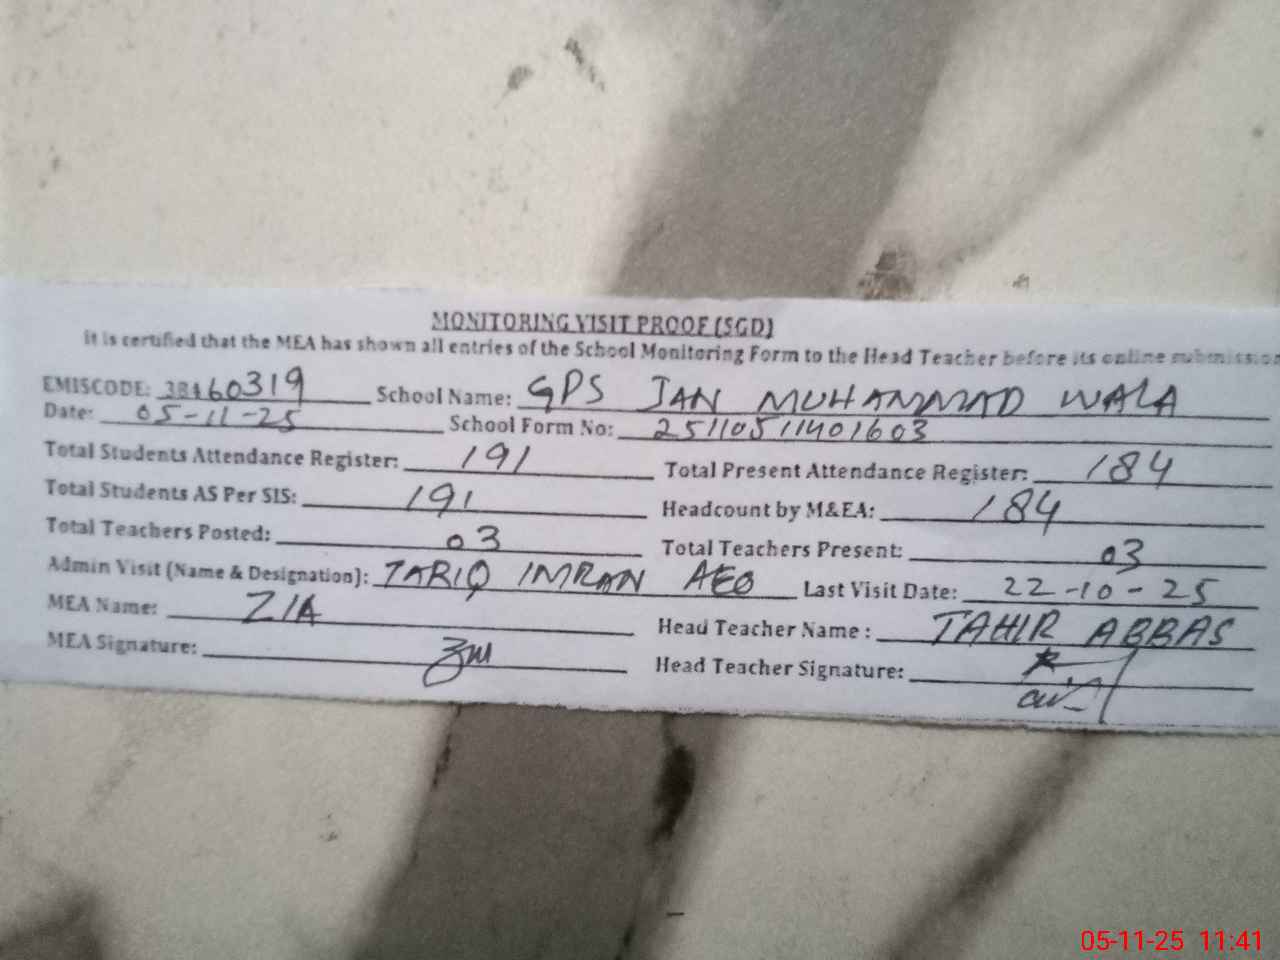 MONITORING VISIT PROOF (SGD)
it is certified that the MEA has shown all entries of the School Monitoring Form to the Head Teacher before its online submission
EMISCODE: 38460319 School Name: GPS JAN MUHAMMAD WALA
Date: 05-11-25 School Form No: 25110511401603
Total Students Attendance Register: 191 Total Present Attendance Register: 184
Total Students AS Per SIS: 191 Headcount by M&EA: 184
Total Teachers Posted: 03 Total Teachers Present: 03
Admin Visit (Name & Designation): TARIQ IMRAN AEO Last Visit Date: 22-10-25
MEA Name: ZIA Head Teacher Name : TAHIR ABBAS
MEA Signature: Head Teacher Signature:
05-11-25 11:41